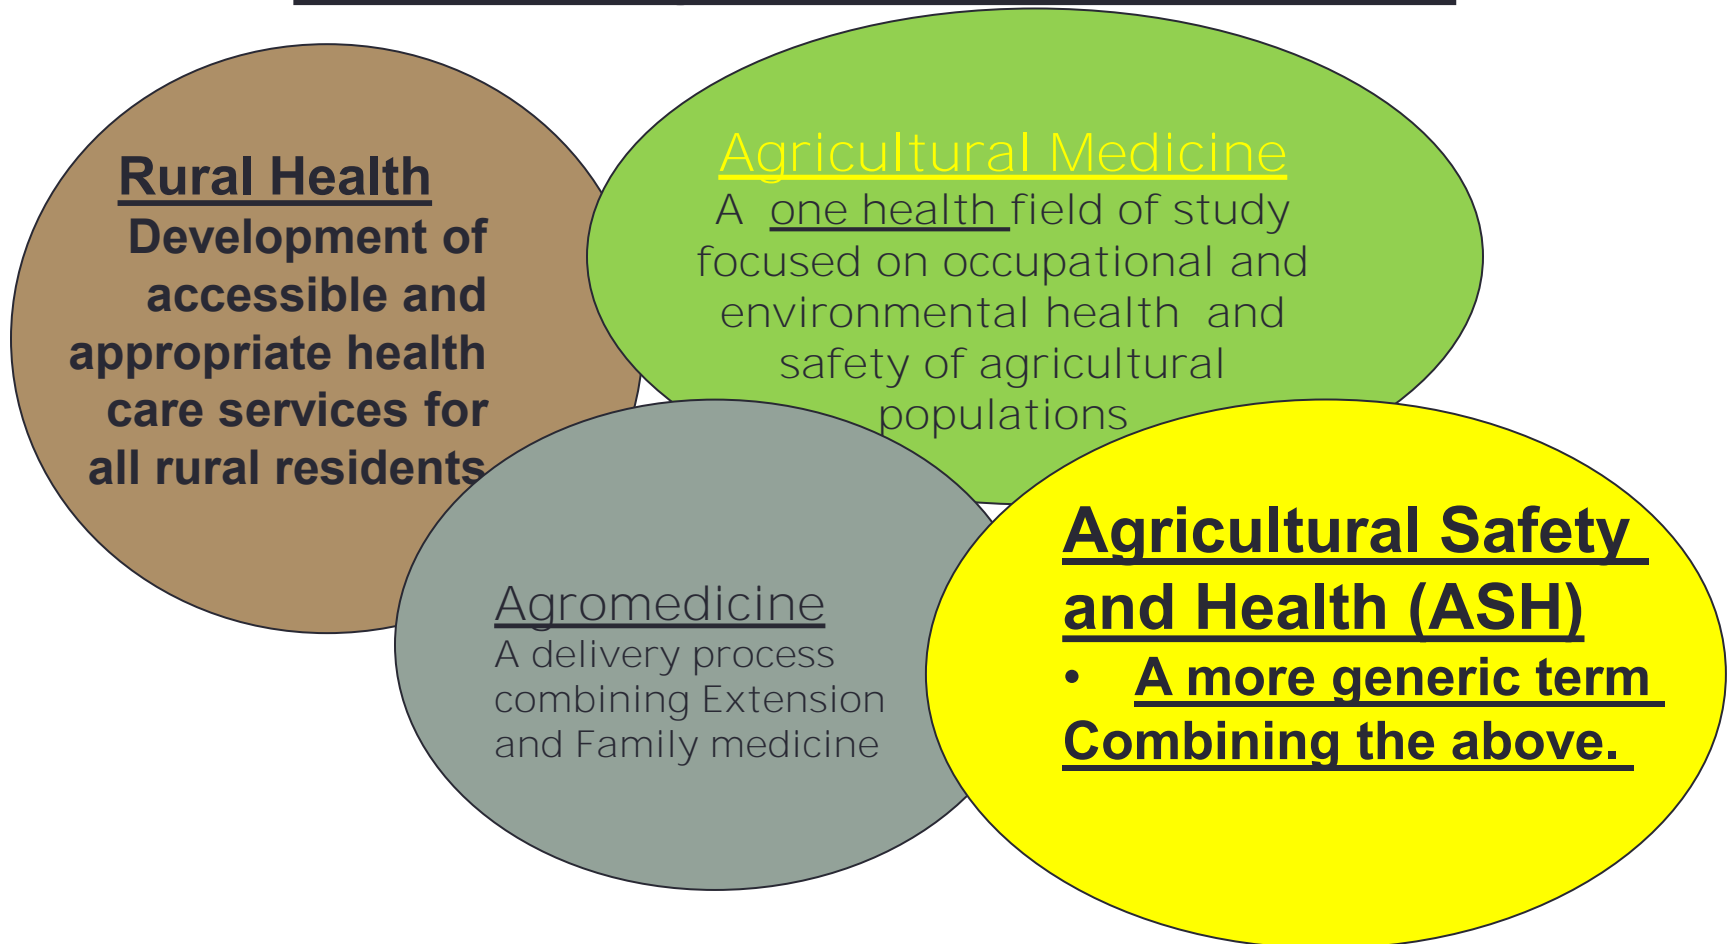 Rural Health
Development of
accessible and
appropriate health
care services for
all rural residents
Agricultural Medicine
A one health field of study
focused on occupational and
environmental health and
safety of agricultural
populations
Agromedicine
A delivery process
combining Extension
and Family medicine
Agricultural Safety
and Health (ASH)
• A more generic term
Combining the above.